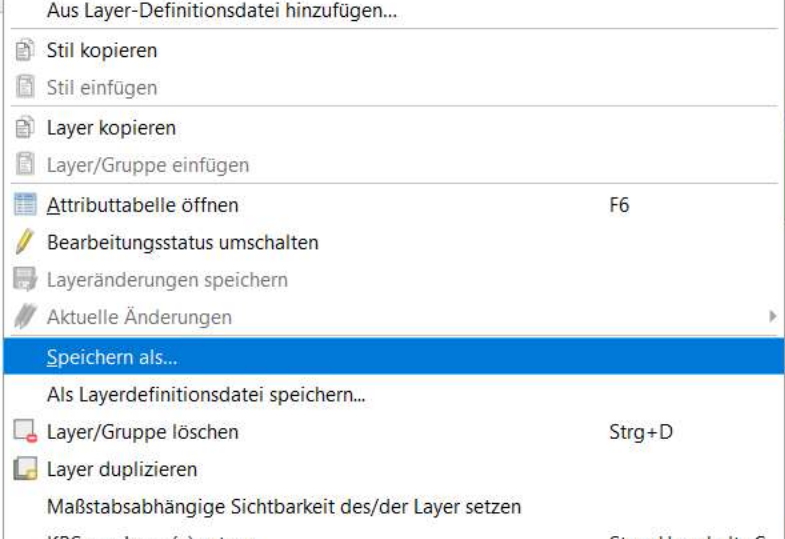 Aus Layer-Definitionsdatei hinzufügen...
Stil kopieren
Stil einfügen
Layer kopieren
Layer/Gruppe einfügen
Attributtabelle öffnen F6
Bearbeitungsstatus umschalten
Layeränderungen speichern
Aktuelle Änderungen
Speichern als...
Als Layerdefinitionsdatei speichern...
Layer/Gruppe löschen Strg+D
Layer duplizieren
Maßstabsabhängige Sichtbarkeit des/der Layer setzen